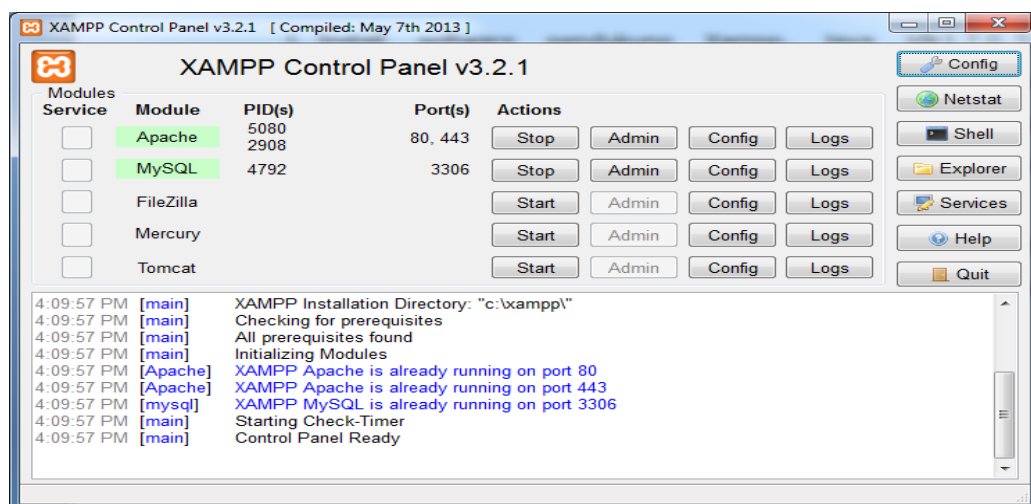 XAMPP Control Panel v3.2.1 [ Compiled: May 7th 2013 ]
XAMPP Control Panel v3.2.1
Config
Modules
Service Module PID(s) Port(s) Actions
Netstat
Apache 5080 2908 80, 443 Stop Admin Config Logs
Shell
MySQL 4792 3306 Stop Admin Config Logs
Explorer
FileZilla Start Admin Config Logs
Services
Mercury Start Admin Config Logs
Help
Tomcat Start Admin Config Logs
Quit
4:09:57 PM [main] XAMPP Installation Directory: "c:\xampp\"
4:09:57 PM [main] Checking for prerequisites
4:09:57 PM [main] All prerequisites found
4:09:57 PM [main] Initializing Modules
4:09:57 PM [Apache] XAMPP Apache is already running on port 80
4:09:57 PM [Apache] XAMPP Apache is already running on port 443
4:09:57 PM [mysql] XAMPP MySQL is already running on port 3306
4:09:57 PM [main] Starting Check-Timer
4:09:57 PM [main] Control Panel Ready